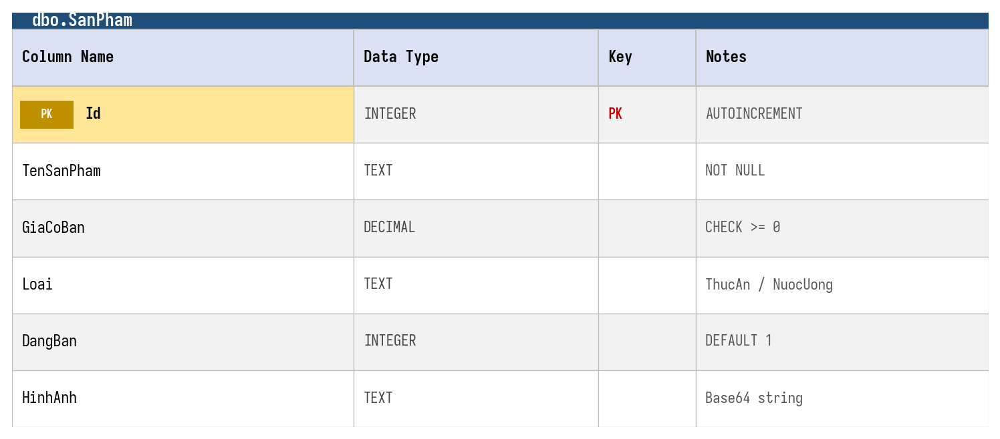 dbo.SanPham
Column Name Data Type Key Notes
PK Id INTEGER PK AUTOINCREMENT
TenSanPham TEXT NOT NULL
GiaCoBan DECIMAL CHECK >= 0
Loai TEXT ThucAn / NuocUong
DangBan INTEGER DEFAULT 1
HinhAnh TEXT Base64 string